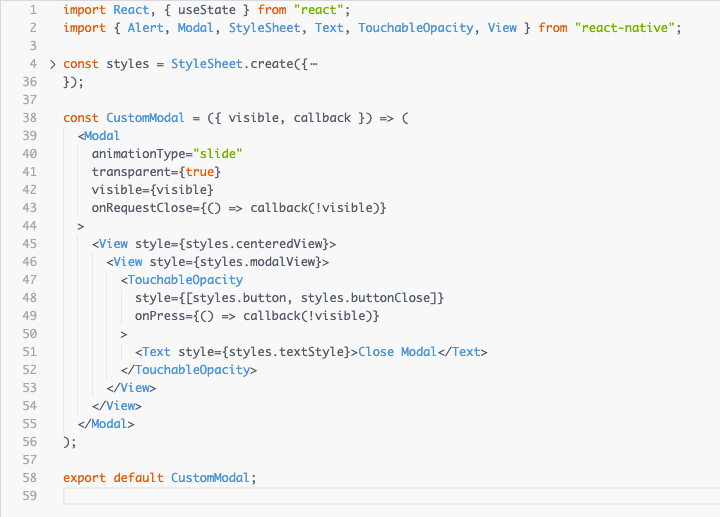 1 import React, { useState } from "react";
2 import { Alert, Modal, StyleSheet, Text, TouchableOpacity, View } from "react-native";
3
4 > const styles = StyleSheet.create({⋯
36 });
37
38 const CustomModal = ({ visible, callback }) => (
39   <Modal
40     animationType="slide"
41     transparent={true}
42     visible={visible}
43     onRequestClose={() => callback(!visible)}
44   >
45     <View style={styles.centeredView}>
46       <View style={styles.modalView}>
47         <TouchableOpacity
48           style={[styles.button, styles.buttonClose]}
49           onPress={() => callback(!visible)}
50         >
51           <Text style={styles.textStyle}>Close Modal</Text>
52         </TouchableOpacity>
53       </View>
54     </View>
55   </Modal>
56 );
57
58 export default CustomModal;
59